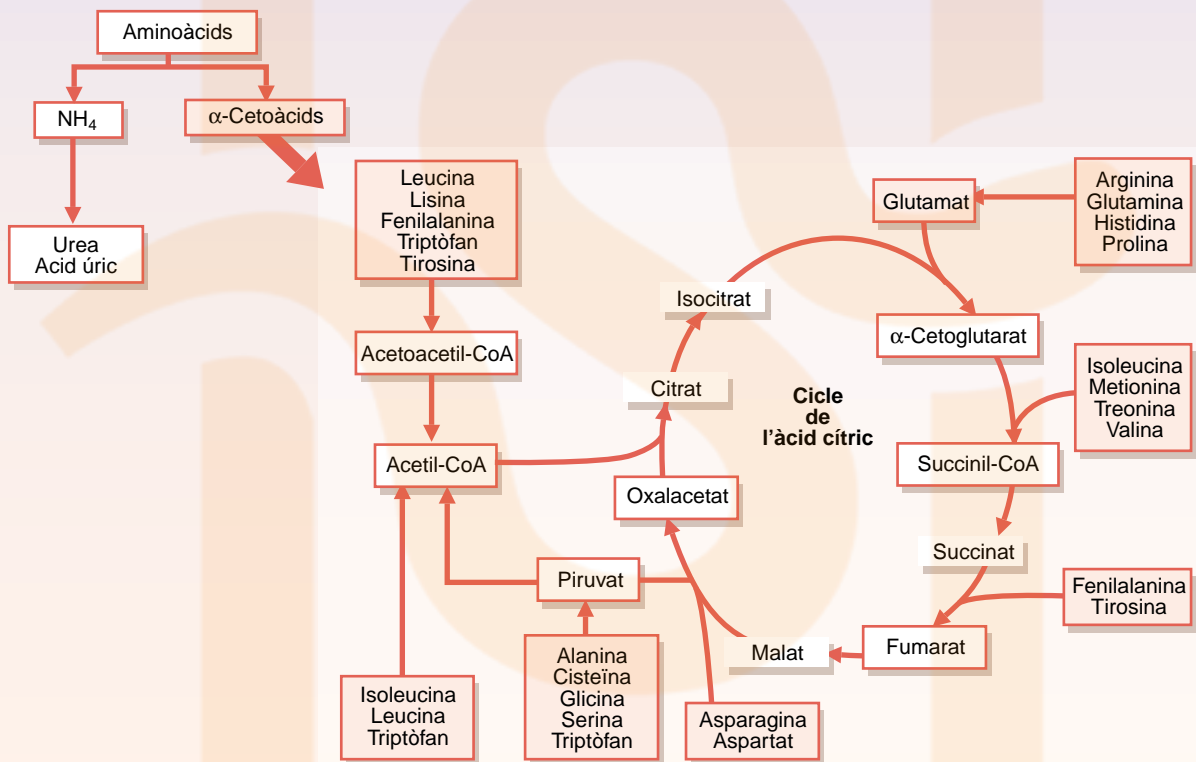 Aminoàcids
NH4
α-Cetoàcids
Urea
Acid úric
Leucina
Lisina
Fenilalanina
Triptòfan
Tirosina
Acetoacetil-CoA
Acetil-CoA
Isoleucina
Leucina
Triptòfan
Piruvat
Alanina
Cisteïna
Glicina
Serina
Triptòfan
Asparagina
Aspartat
Oxalacetat
Citrat
Isocitrat
Cicle
de
l'àcid cítric
Glutamat
Arginina
Glutamina
Histidina
Prolina
α-Cetoglutarat
Isoleucina
Metionina
Treonina
Valina
Succinil-CoA
Succinat
Fenilalanina
Tirosina
Fumarat
Malat